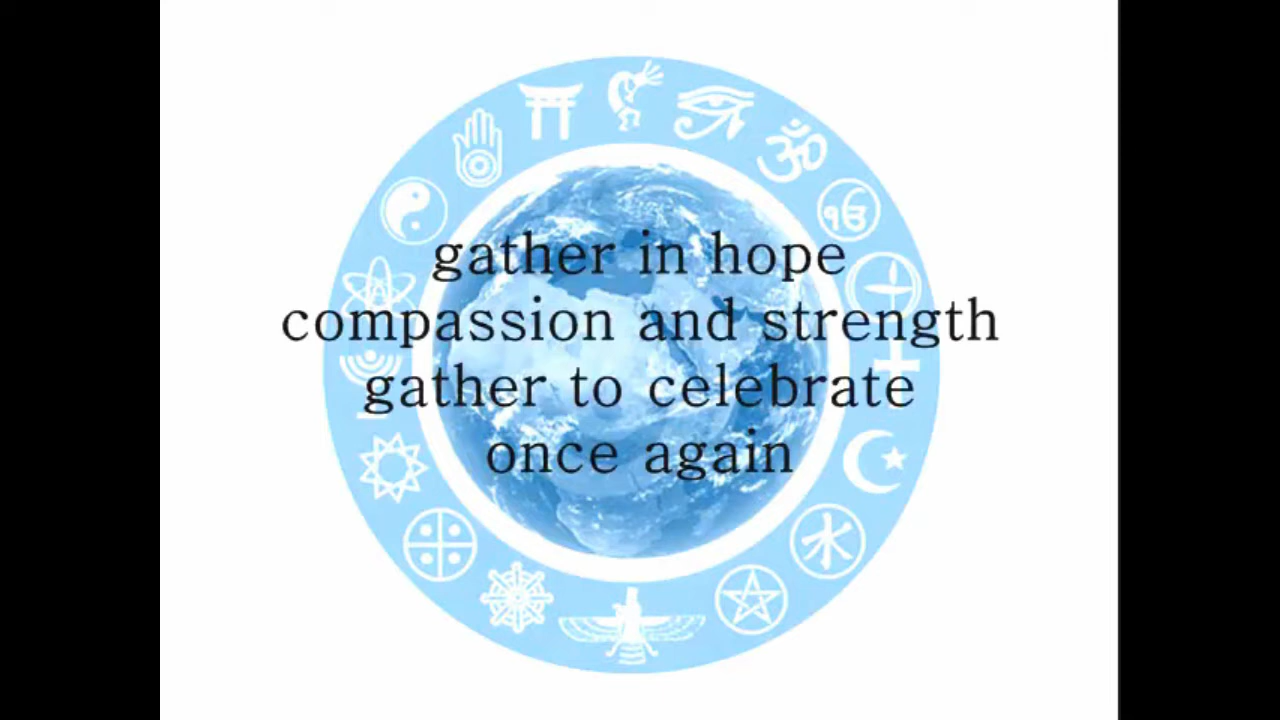 gather in hope
compassion and strength
gather to celebrate
once again